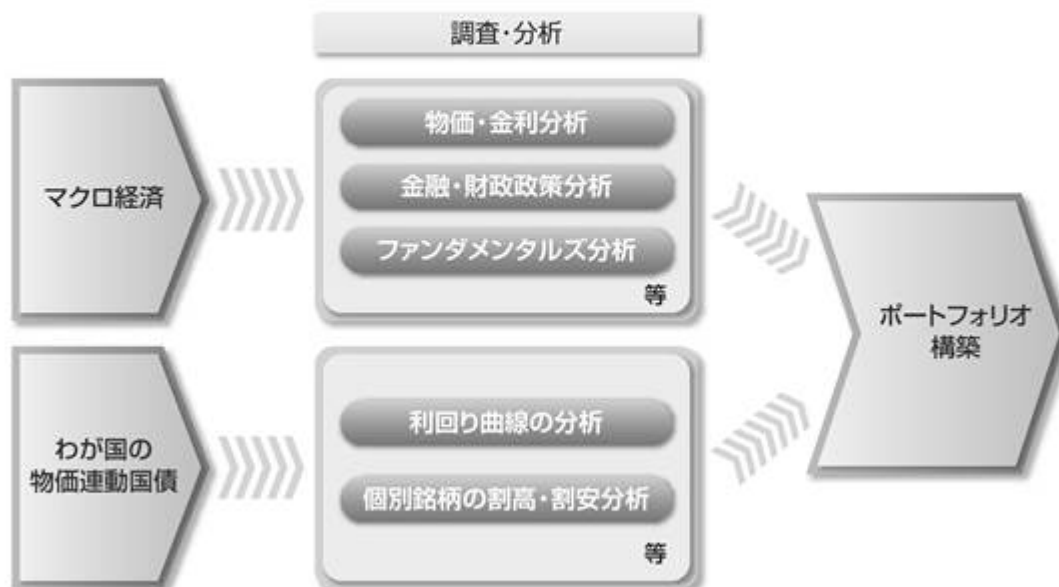 調査・分析
マクロ経済
物価・金利分析
金融・財政政策分析
ファンダメンタルズ分析
等
わが国の
物価連動国債
利回り曲線の分析
個別銘柄の割高・割安分析
等
ポートフォリオ
構築